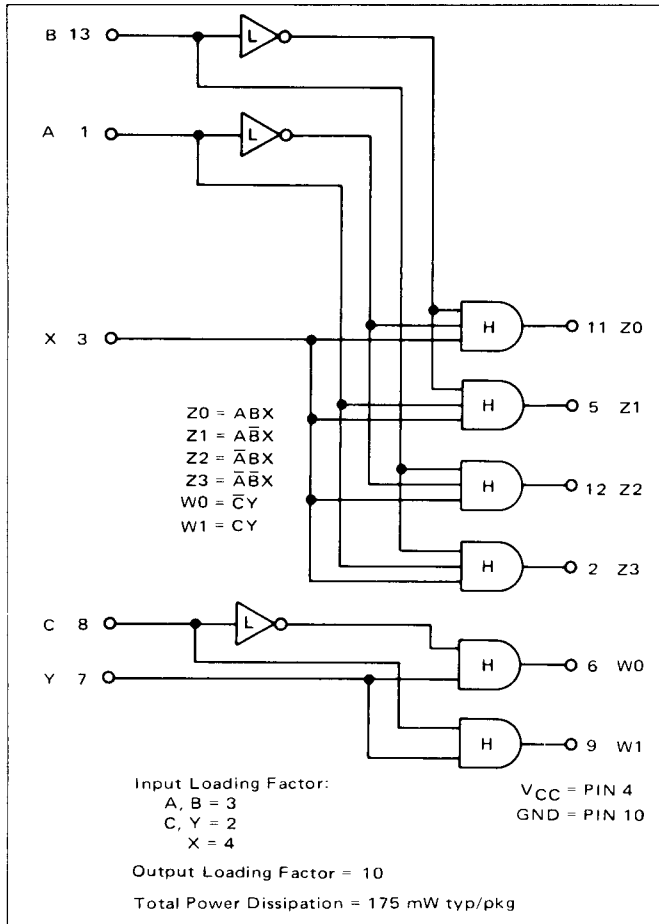 B 13
L
A 1
L
X 3
H 11 Z0
H 5 Z1
H 12 Z2
H 2 Z3
Z0 = ABX
Z1 = AB̅X
Z2 = A̅BX
Z3 = A̅B̅X
W0 = C̅Y
W1 = CY
C 8
L
Y 7
H 6 W0
H 9 W1
Input Loading Factor:
A, B = 3
C, Y = 2
X = 4
VCC = PIN 4
GND = PIN 10
Output Loading Factor = 10
Total Power Dissipation = 175 mW typ/pkg